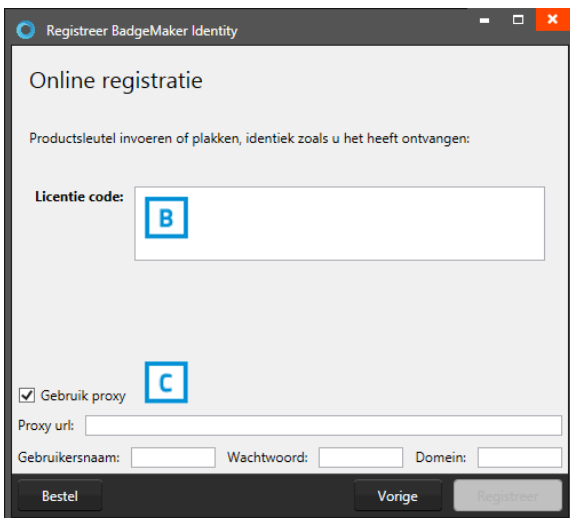 Registreer BadgeMaker Identity
Online registratie
Productsleutel invoeren of plakken, identiek zoals u het heeft ontvangen:
Licentie code:
B
C
Gebruik proxy
Proxy url:
Gebruikersnaam: Wachtwoord: Domein:
Bestel Vorige Registreer